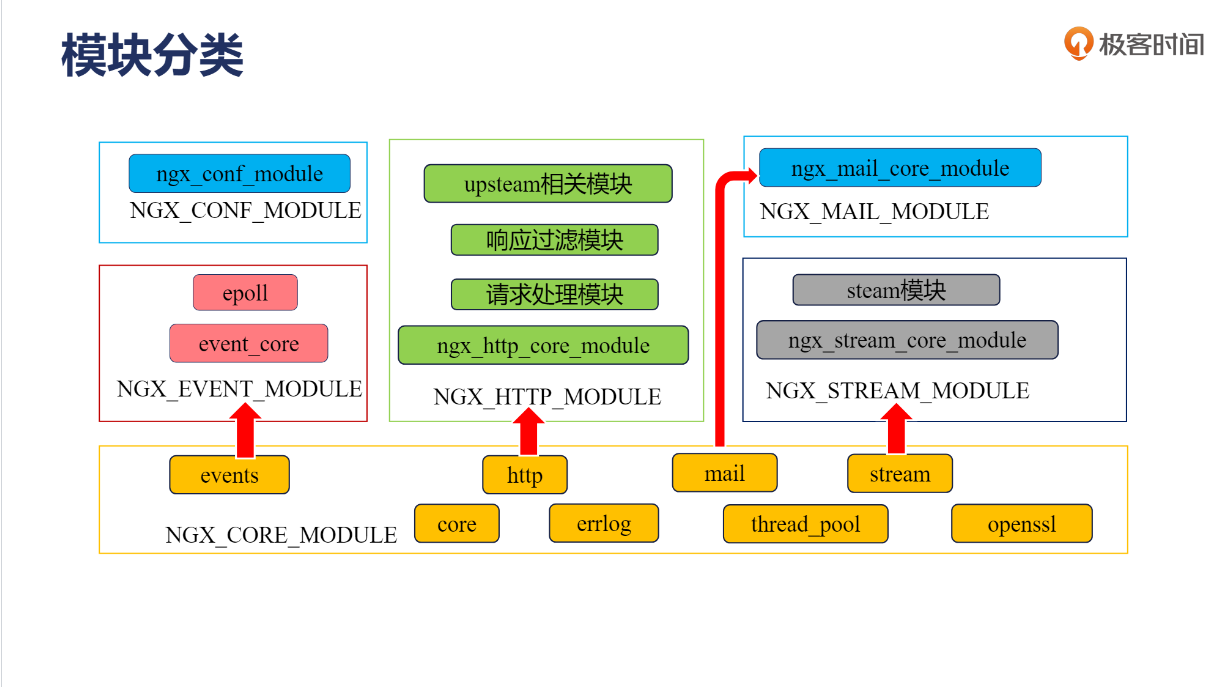 模块分类
极客时间
ngx_conf_module
NGX_CONF_MODULE
epoll
event_core
NGX_EVENT_MODULE
upsteam相关模块
响应过滤模块
请求处理模块
ngx_http_core_module
NGX_HTTP_MODULE
ngx_mail_core_module
NGX_MAIL_MODULE
steam模块
ngx_stream_core_module
NGX_STREAM_MODULE
events
http
mail
stream
NGX_CORE_MODULE
core
errlog
thread_pool
openssl